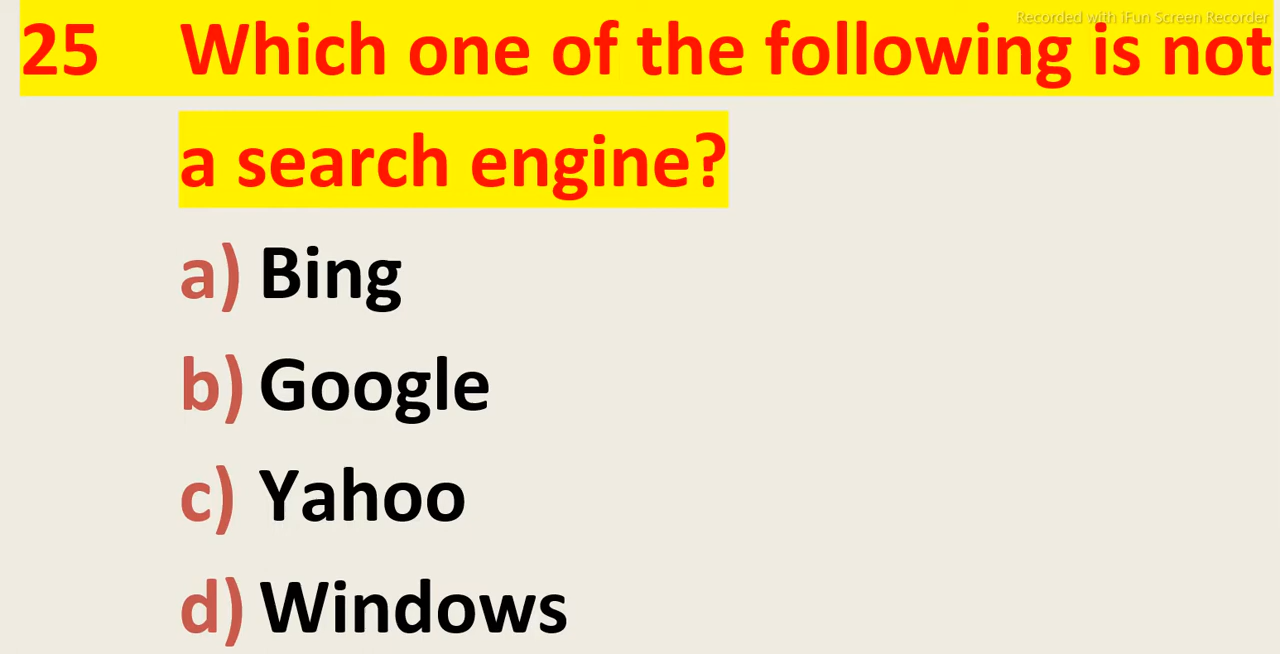 Recorded with iFun Screen Recorder
25 Which one of the following is not
a search engine?
a) Bing
b) Google
c) Yahoo
d) Windows